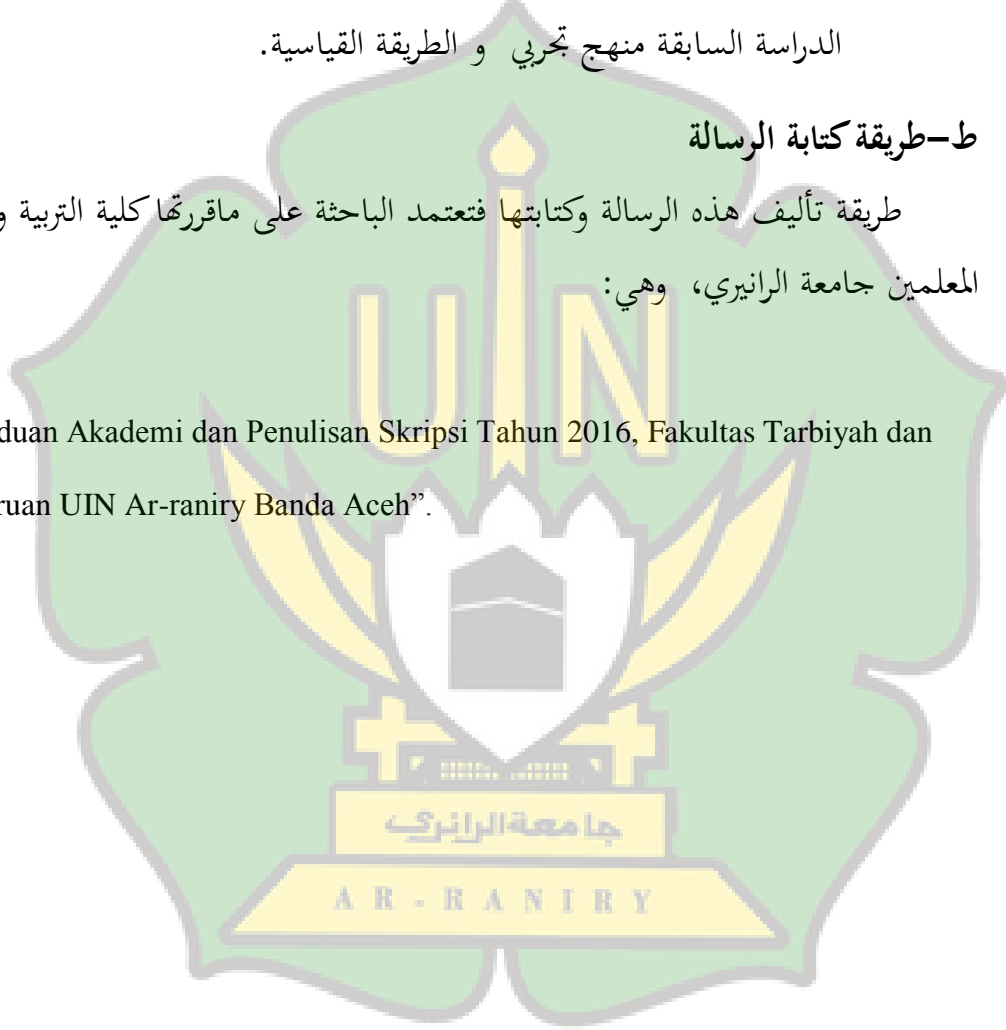 الدراسة السابقة منهج تجربي و الطريقة القياسية.
ط–طريقة كتابة الرسالة
طريقة تأليف هذه الرسالة وكتابتها فتعتمد الباحثة على ماقررتها كلية التربية و
المعلمين جامعة الرانيري، وهي:
duan Akademi dan Penulisan Skripsi Tahun 2016, Fakultas Tarbiyah dan
ruan UIN Ar-raniry Banda Aceh”.
UIN
جامعة الرانري
AR-RANIRY